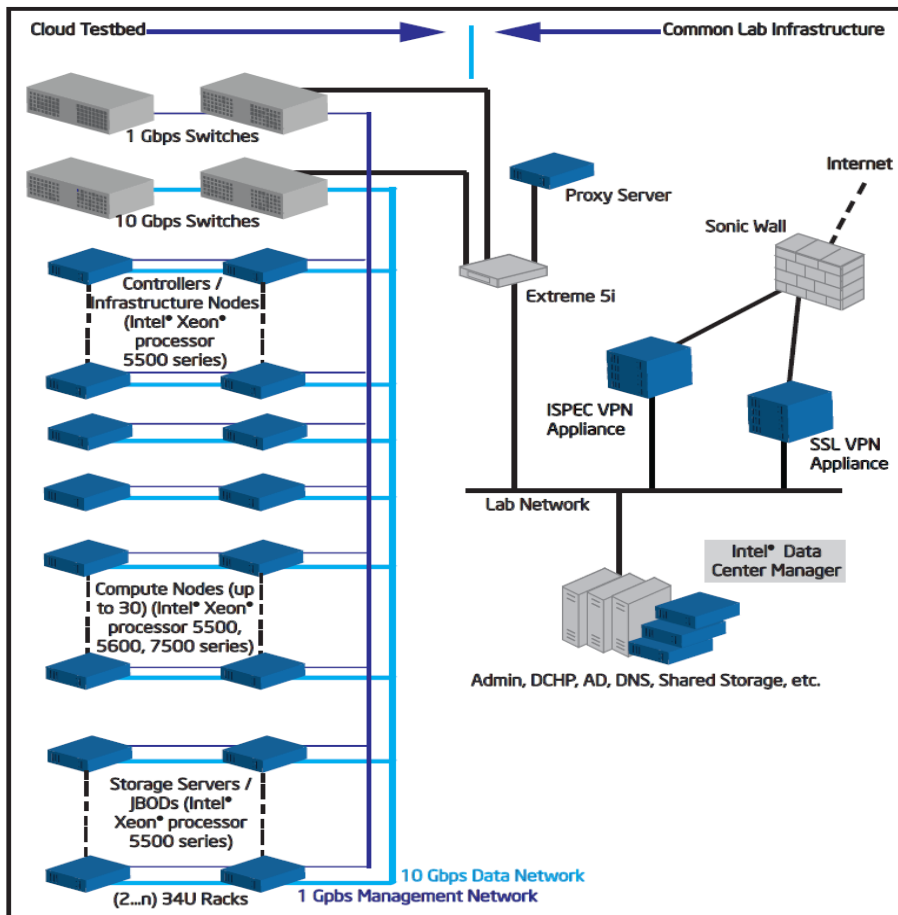 Cloud Testbed
Common Lab Infrastructure
1 Gbps Switches
10 Gbps Switches
Proxy Server
Internet
Sonic Wall
Extreme 5i
Controllers /
Infrastructure Nodes
(Intel® Xeon®
processor
5500 series)
ISPEC VPN
Appliance
SSL VPN
Appliance
Lab Network
Intel® Data
Center Manager
Compute Nodes (up
to 30) (Intel® Xeon®
processor 5500,
5600, 7500 series)
Admin, DCHP, AD, DNS, Shared Storage, etc.
Storage Servers /
JBODs (Intel®
Xeon® processor
5500 series)
10 Gbps Data Network
1 Gpbs Management Network
(2...n) 34U Racks